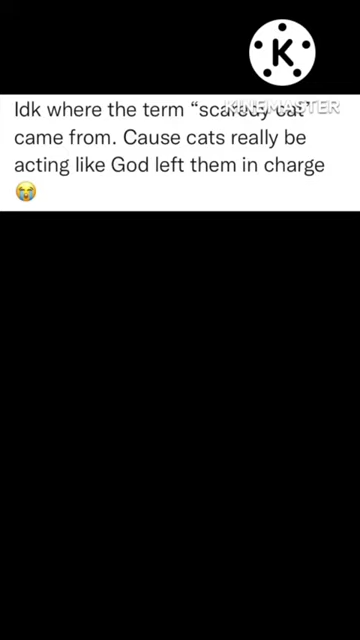 K
KINEMASTER
Idk where the term “scaredy cat”
came from. Cause cats really be
acting like God left them in charge
😭